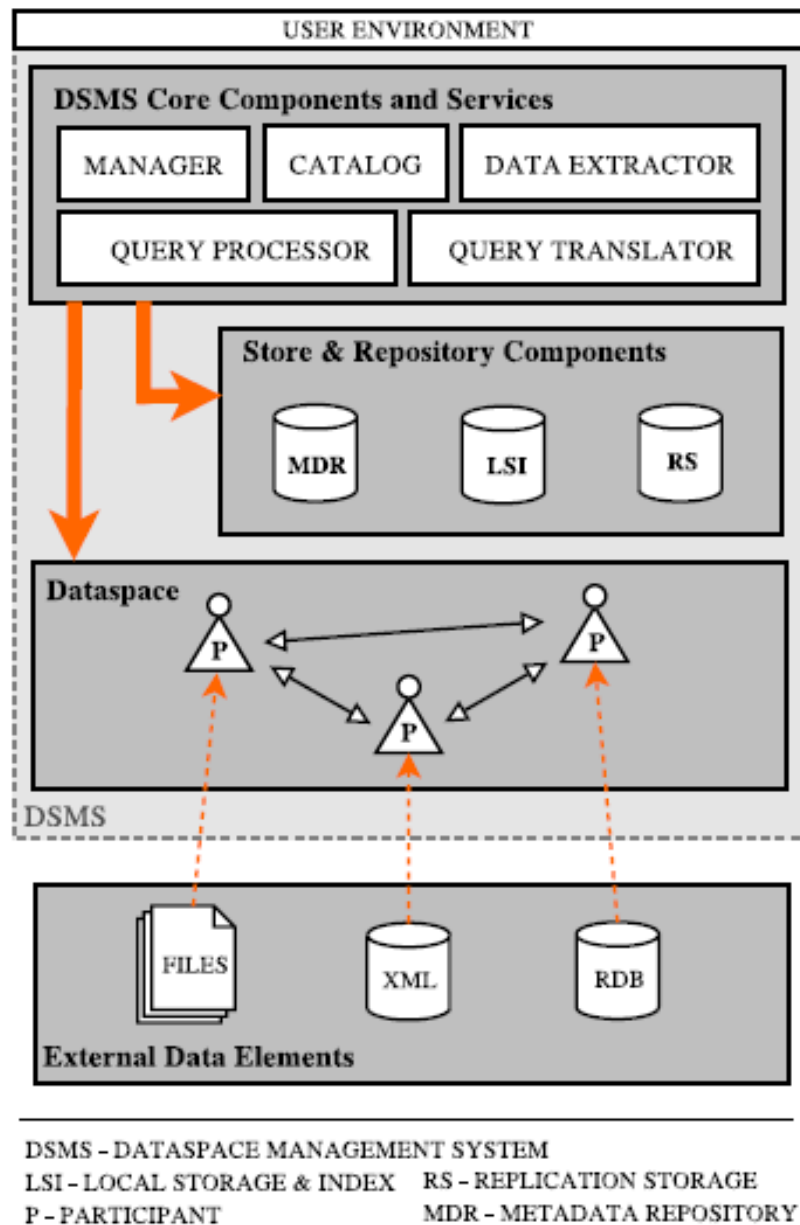 USER ENVIRONMENT
DSMS Core Components and Services
MANAGER CATALOG DATA EXTRACTOR
QUERY PROCESSOR QUERY TRANSLATOR
Store & Repository Components
MDR LSI RS
Dataspace
P P
P
DSMS
FILES XML RDB
External Data Elements
DSMS – DATASPACE MANAGEMENT SYSTEM
LSI – LOCAL STORAGE & INDEX RS – REPLICATION STORAGE
P – PARTICIPANT MDR – METADATA REPOSITORY